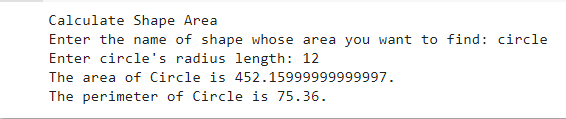 Calculate Shape Area
Enter the name of shape whose area you want to find: circle
Enter circle's radius length: 12
The area of Circle is 452.15999999999997.
The perimeter of Circle is 75.36.